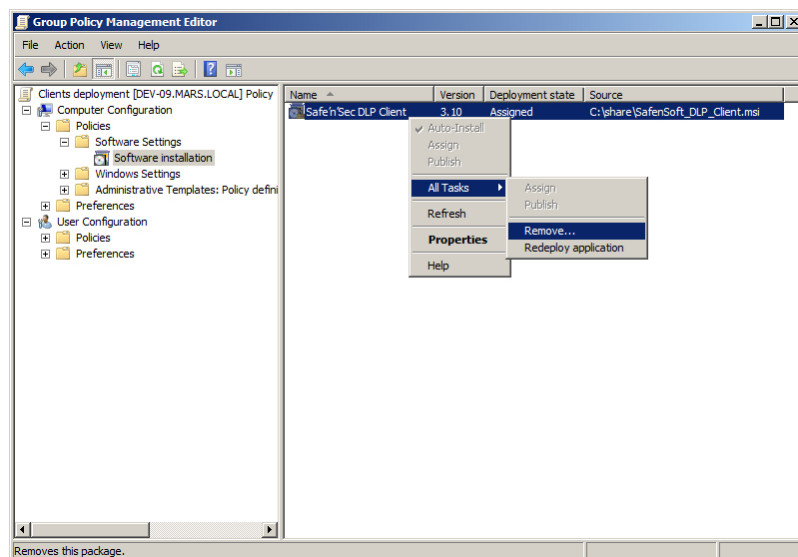 Group Policy Management Editor
File Action View Help
Clients deployment [DEV-09.MARS.LOCAL] Policy
Computer Configuration
Policies
Software Settings
Software installation
Windows Settings
Administrative Templates: Policy defini
Preferences
User Configuration
Policies
Preferences
Name Version Deployment state Source
Safe'n'Sec DLP Client 3.10 Assigned C:\share\SafenSoft_DLP_Client.msi
Auto-Install
Assign
Publish
All Tasks
Refresh
Properties
Help
Assign
Publish
Remove...
Redeploy application
Removes this package.